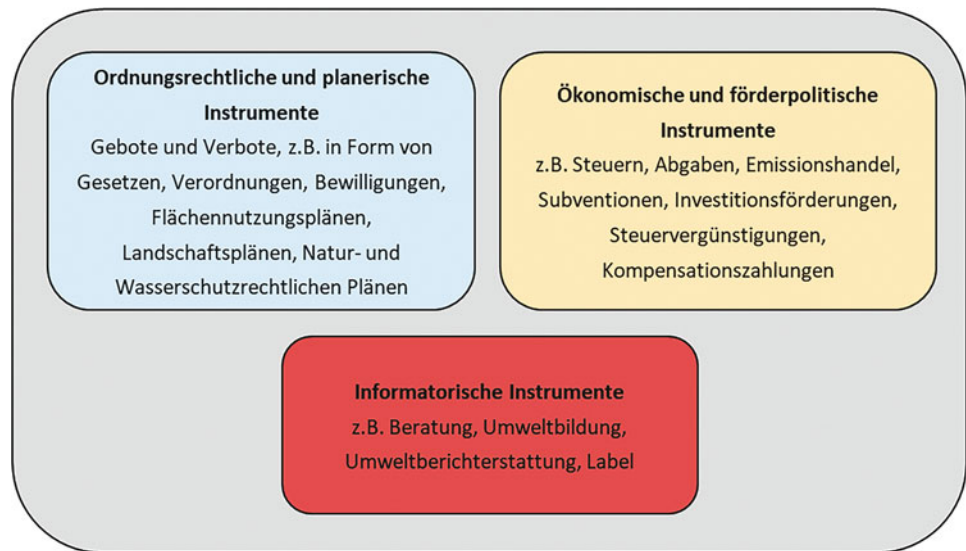 Ordnungsrechtliche und planerische
Instrumente
Gebote und Verbote, z.B. in Form von
Gesetzen, Verordnungen, Bewilligungen,
Flächennutzungsplänen,
Landschaftsplänen, Natur- und
Wasserschutzrechtlichen Plänen
Ökonomische und förderpolitische
Instrumente
z.B. Steuern, Abgaben, Emissionshandel,
Subventionen, Investitionsförderungen,
Steuervergünstigungen,
Kompensationszahlungen
Informatorische Instrumente
z.B. Beratung, Umweltbildung,
Umweltberichterstattung, Label